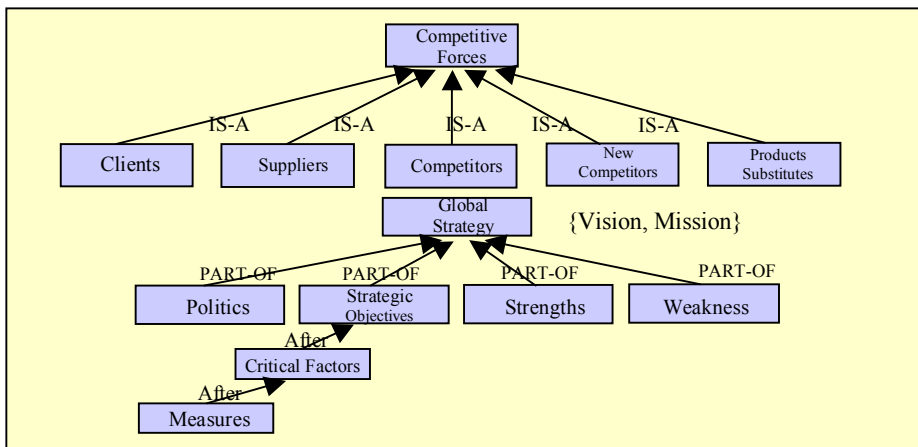 Competitive
Forces
IS-A
IS-A
IS-A
IS-A
IS-A
Clients
Suppliers
Competitors
New
Competitors
Products
Substitutes
Global
Strategy
{Vision, Mission}
PART-OF
PART-OF
PART-OF
PART-OF
Politics
Strategic
Objectives
Strengths
Weakness
After
Critical Factors
After
Measures